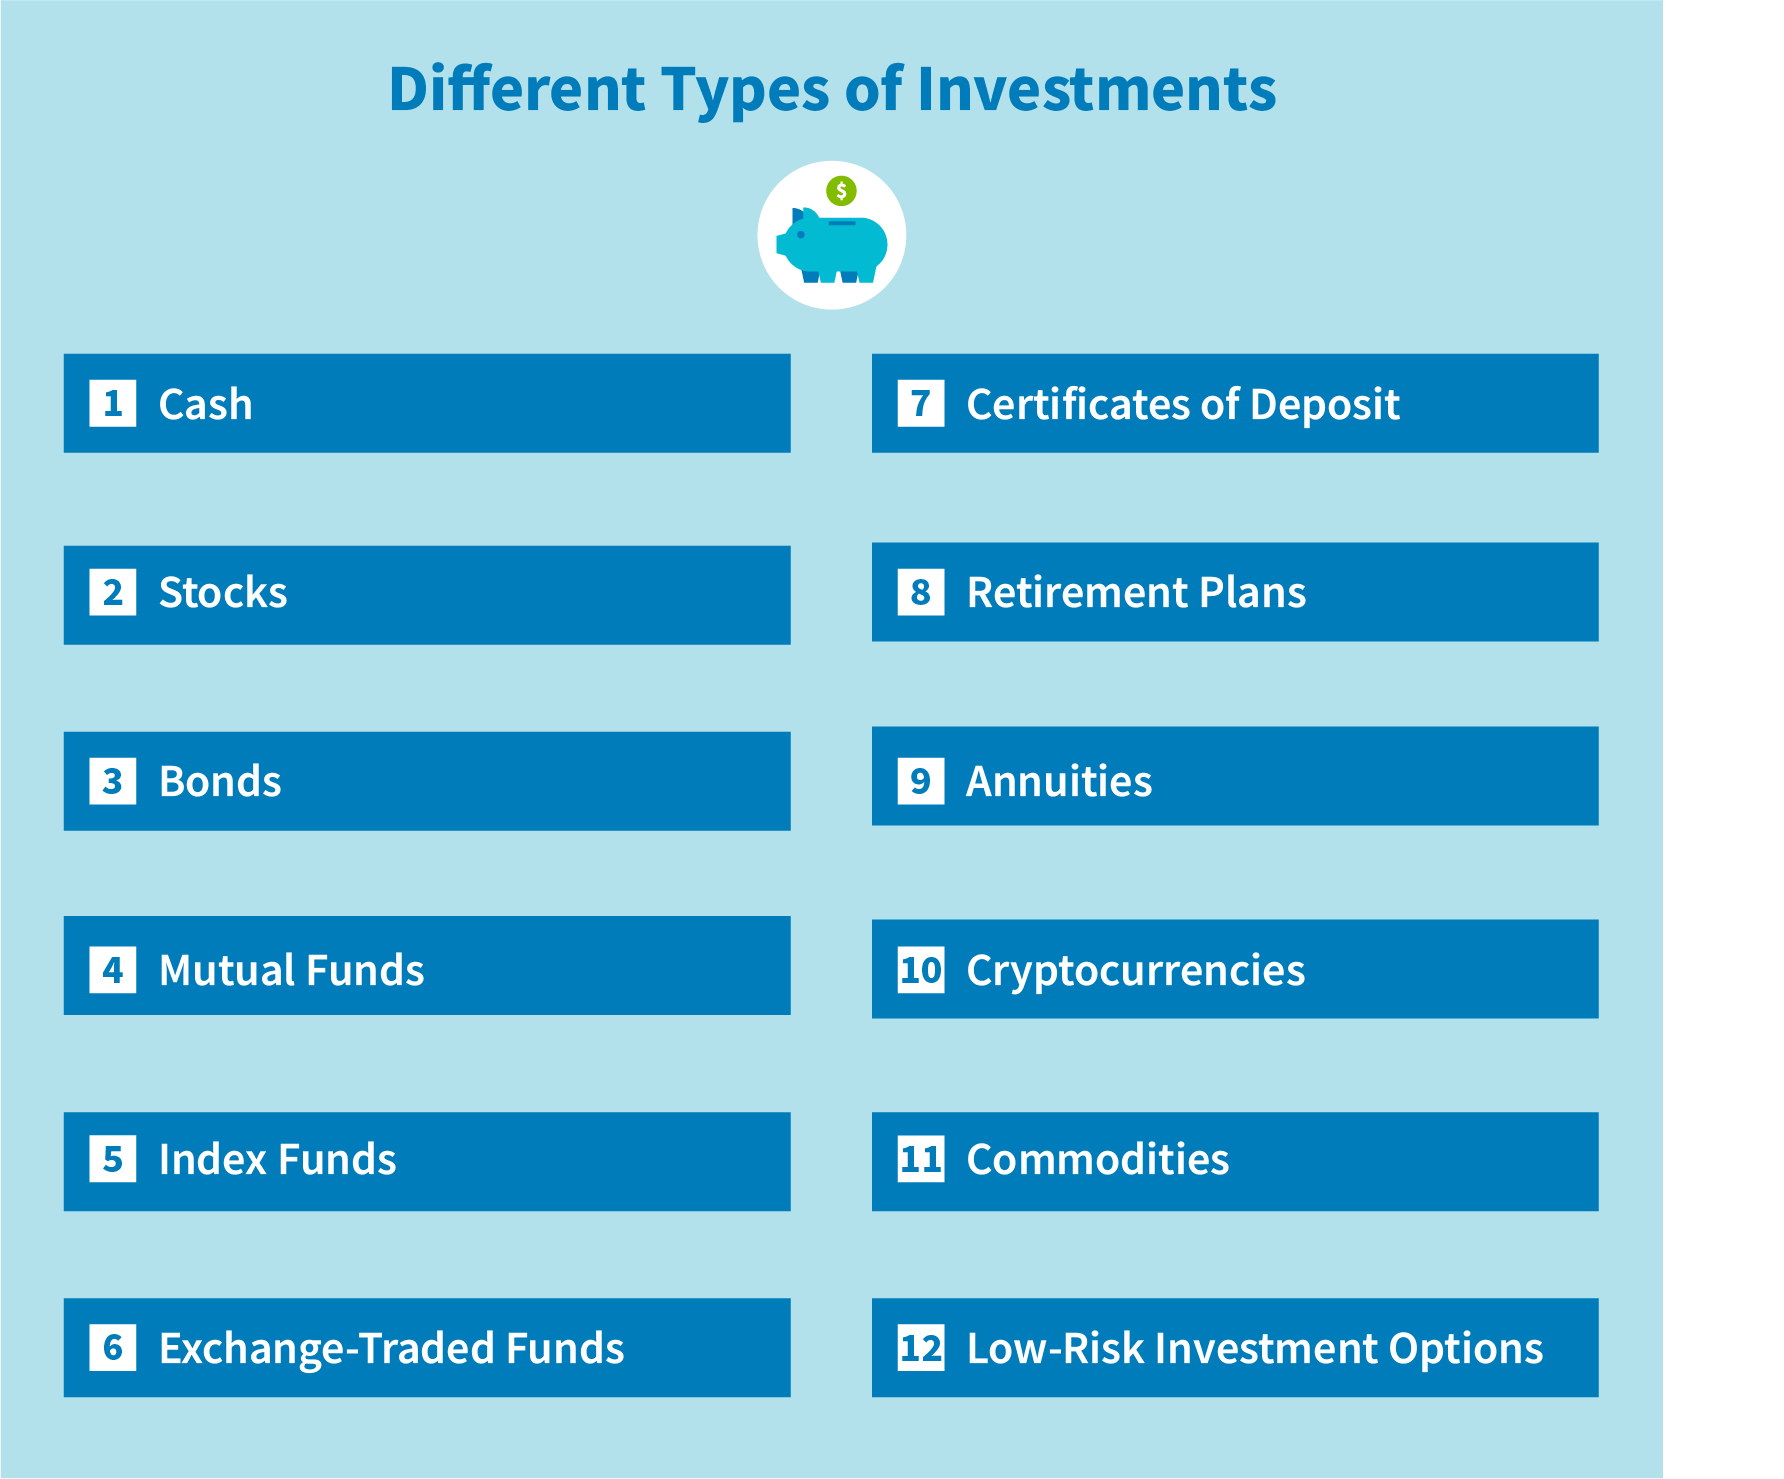 Different Types of Investments
$
1 Cash
2 Stocks
3 Bonds
4 Mutual Funds
5 Index Funds
6 Exchange-Traded Funds
7 Certificates of Deposit
8 Retirement Plans
9 Annuities
10 Cryptocurrencies
11 Commodities
12 Low-Risk Investment Options